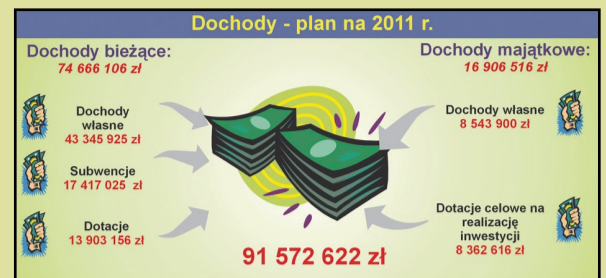 Dochody - plan na 2011 r.
Dochody bieżące:
74 666 106 zł
Dochody
własne
43 345 925 zł
Subwencje
17 417 025 zł
Dotacje
13 903 156 zł
Dochody majątkowe:
16 906 516 zł
Dochody własne
8 543 900 zł
Dotacje celowe na
realizację
inwestycji
8 362 616 zł
91 572 622 zł